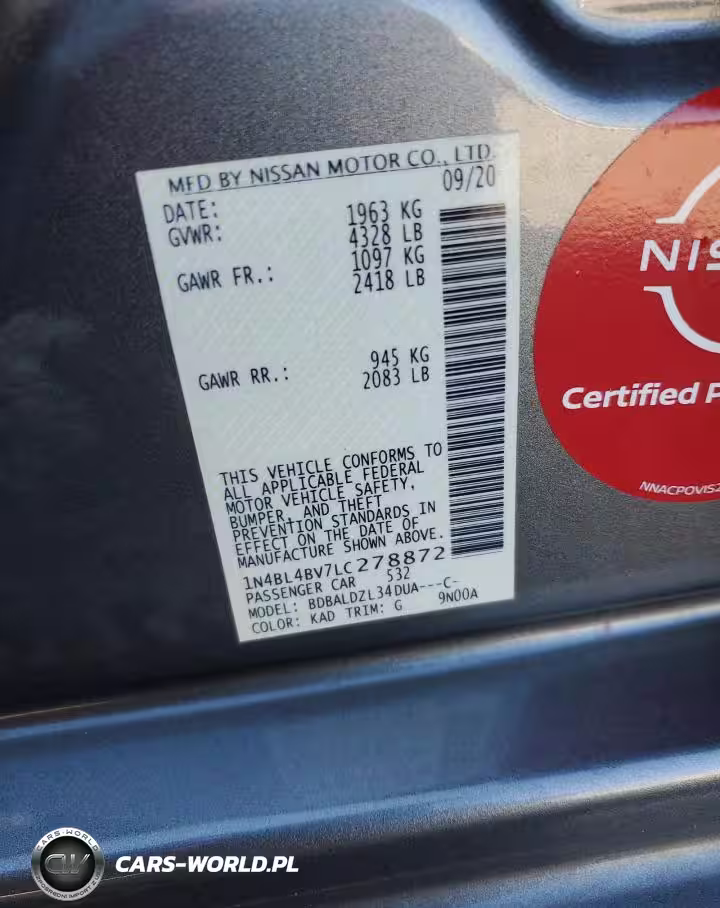 MFD BY NISSAN MOTOR CO., LTD.
DATE: 09/20
GVWR: 1963 KG
4328 LB
GAWR FR.: 1097 KG
2418 LB
GAWR RR.: 945 KG
2083 LB
THIS VEHICLE CONFORMS TO
ALL APPLICABLE FEDERAL
MOTOR VEHICLE SAFETY,
BUMPER, AND THEFT
PREVENTION STANDARDS IN
EFFECT ON THE DATE OF
MANUFACTURE SHOWN ABOVE.
1N4BL4BV7LC278872
PASSENGER CAR 532
MODEL: BDBALDZL34DUA---C-
COLOR: KAD TRIM: G 9N00A
NIS
Certified P
NNACPOVIS2
CARS-WORLD
CARS-WORLD.PL